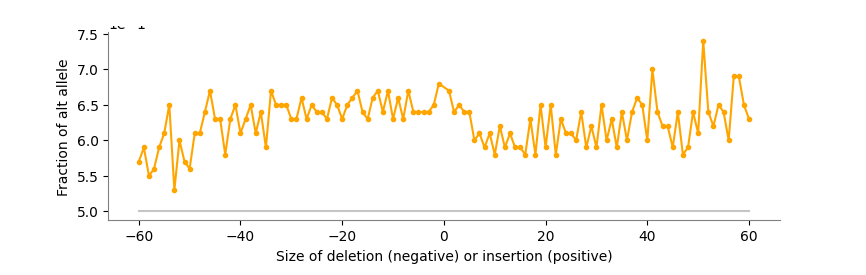 7.5
7.0
6.5
6.0
5.5
5.0
Fraction of alt allele
−60 −40 −20 0 20 40 60
Size of deletion (negative) or insertion (positive)